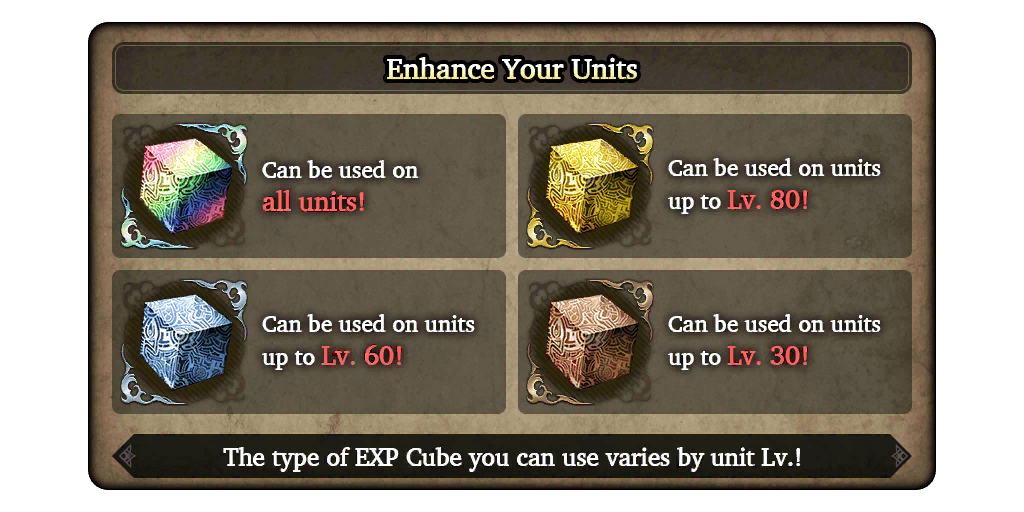 Enhance Your Units
Can be used on
all units!
Can be used on units
up to Lv. 80!
Can be used on units
up to Lv. 60!
Can be used on units
up to Lv. 30!
The type of EXP Cube you can use varies by unit Lv.!